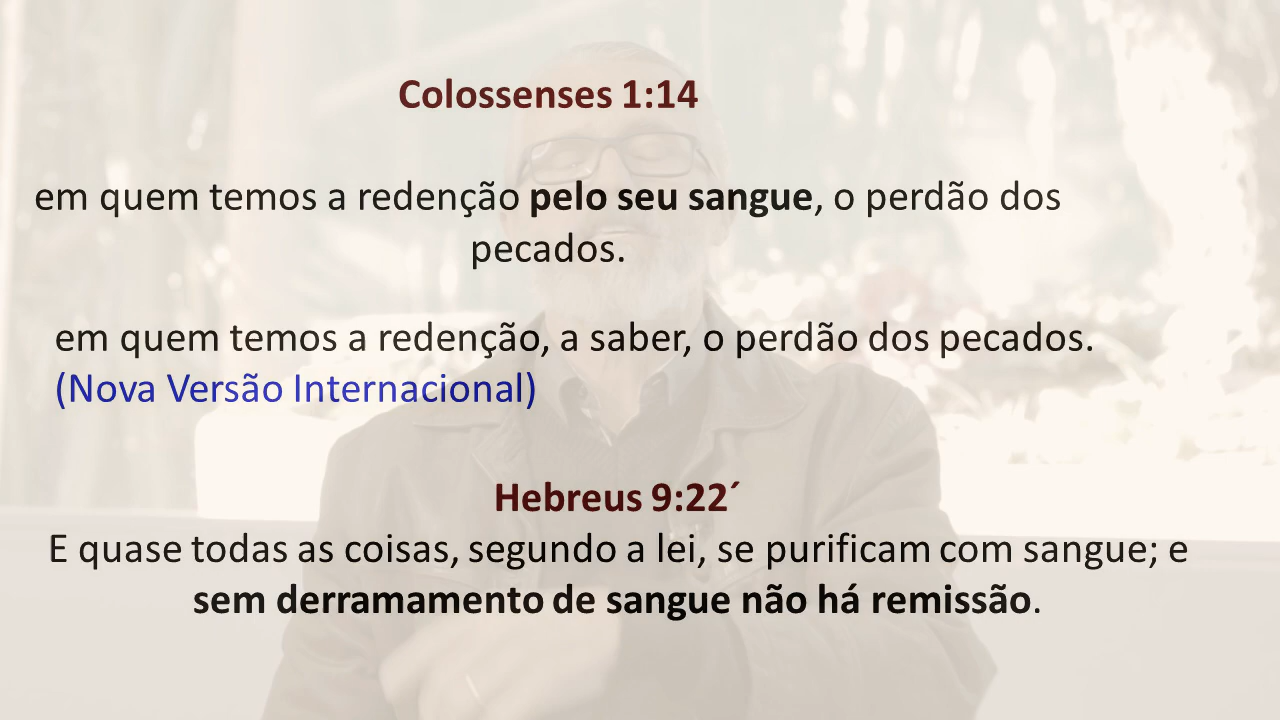 Colossenses 1:14
em quem temos a redenção pelo seu sangue, o perdão dos
pecados.
em quem temos a redenção, a saber, o perdão dos pecados.
(Nova Versão Internacional)
Hebreus 9:22´
E quase todas as coisas, segundo a lei, se purificam com sangue; e
sem derramamento de sangue não há remissão.